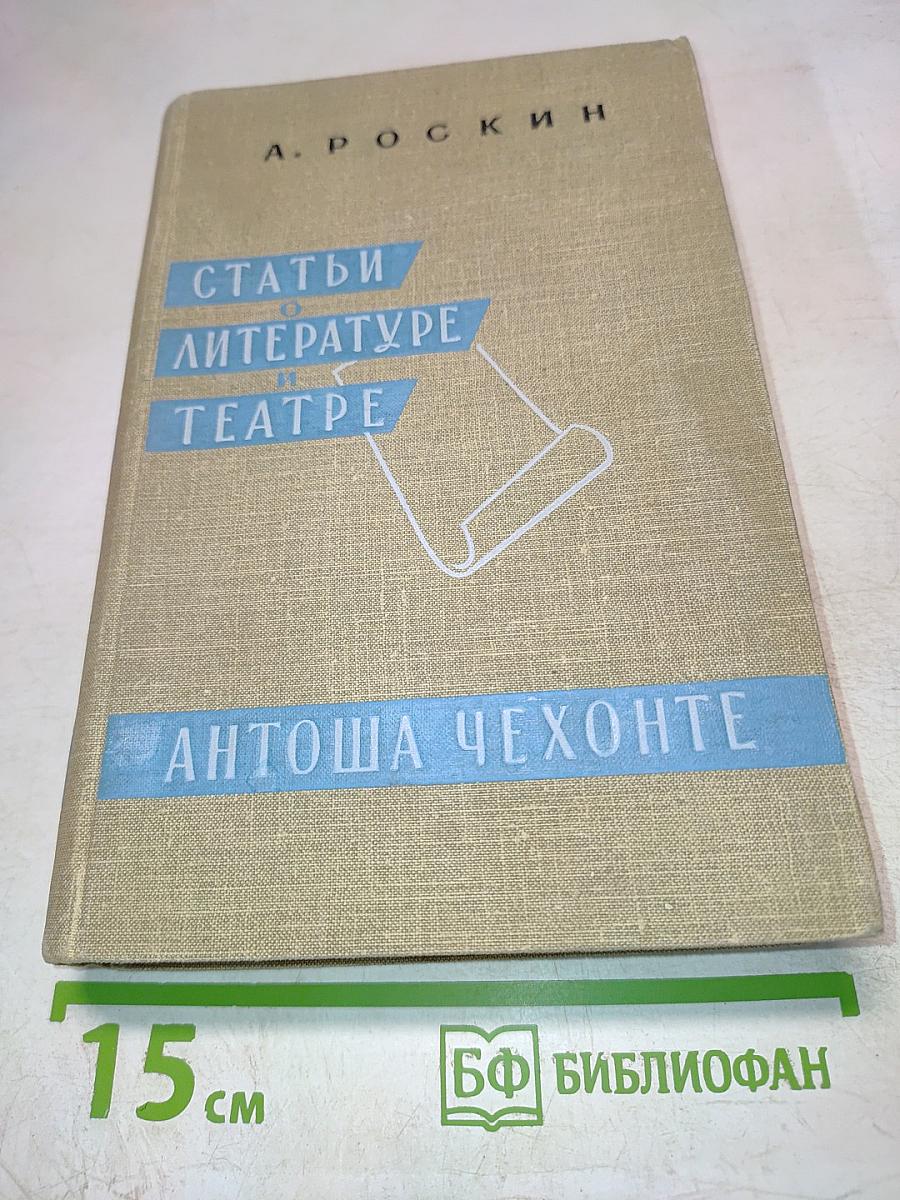 А. РОСКИН
СТАТЬИ
О
ЛИТЕРАТУРЕ
И
ТЕАТРЕ
АНТОША ЧЕХОНТЕ
15 см
БФ БИБЛИОФАН